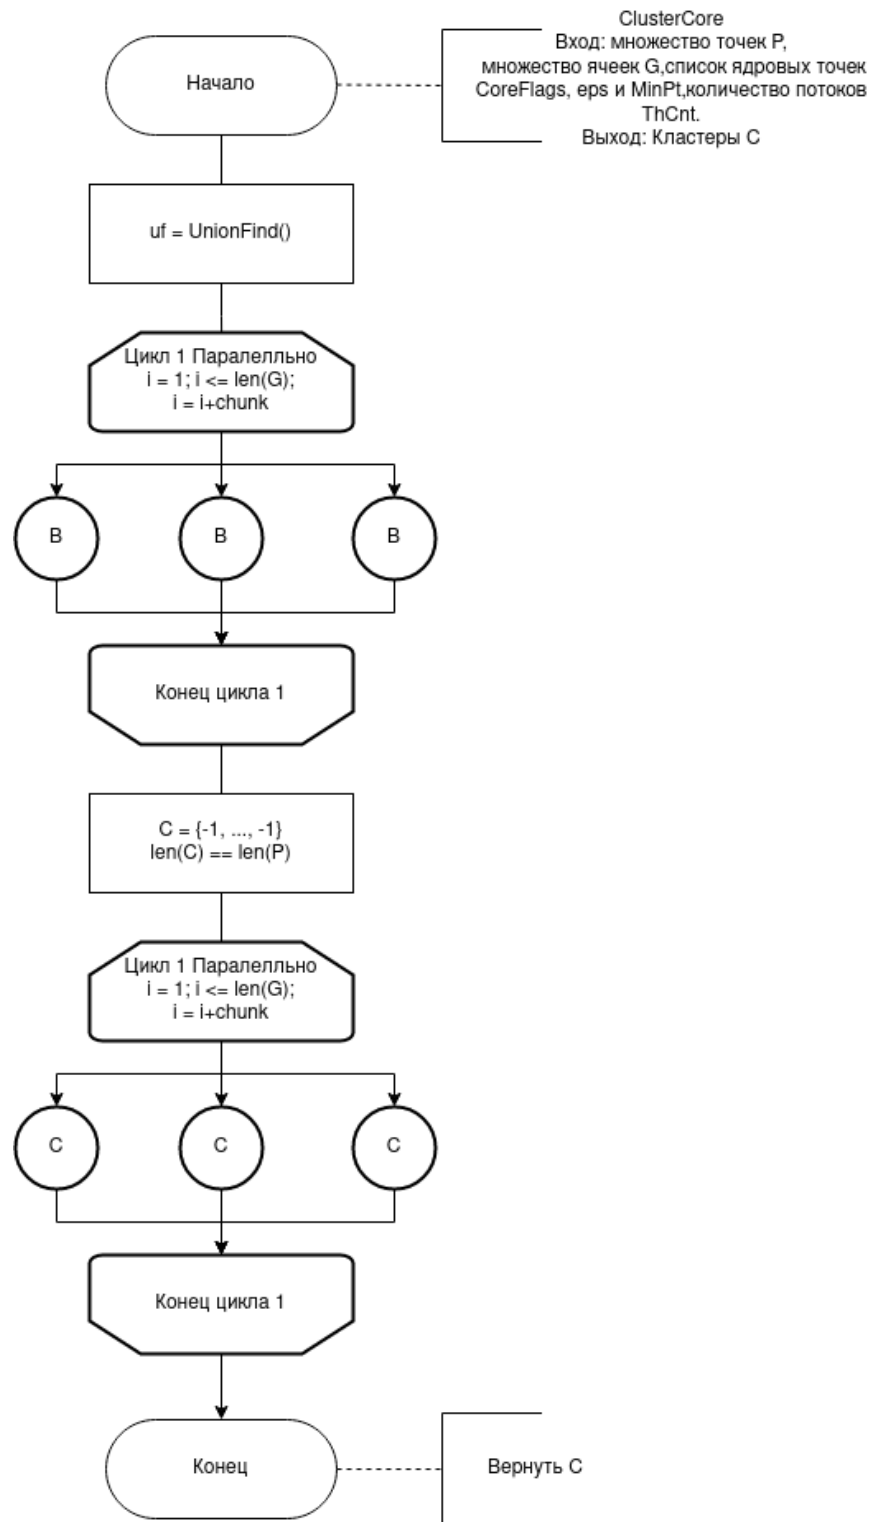 ClusterCore
Вход: множество точек P,
множество ячеек G,список ядровых точек
CoreFlags, eps и MinPt,количество потоков
ThCnt.
Выход: Кластеры C
Начало
uf = UnionFind()
Цикл 1 Паралелльно
i = 1; i <= len(G);
i = i+chunk
B
B
B
Конец цикла 1
C = {-1, ..., -1}
len(C) == len(P)
Цикл 1 Паралелльно
i = 1; i <= len(G);
i = i+chunk
C
C
C
Конец цикла 1
Конец
Вернуть C